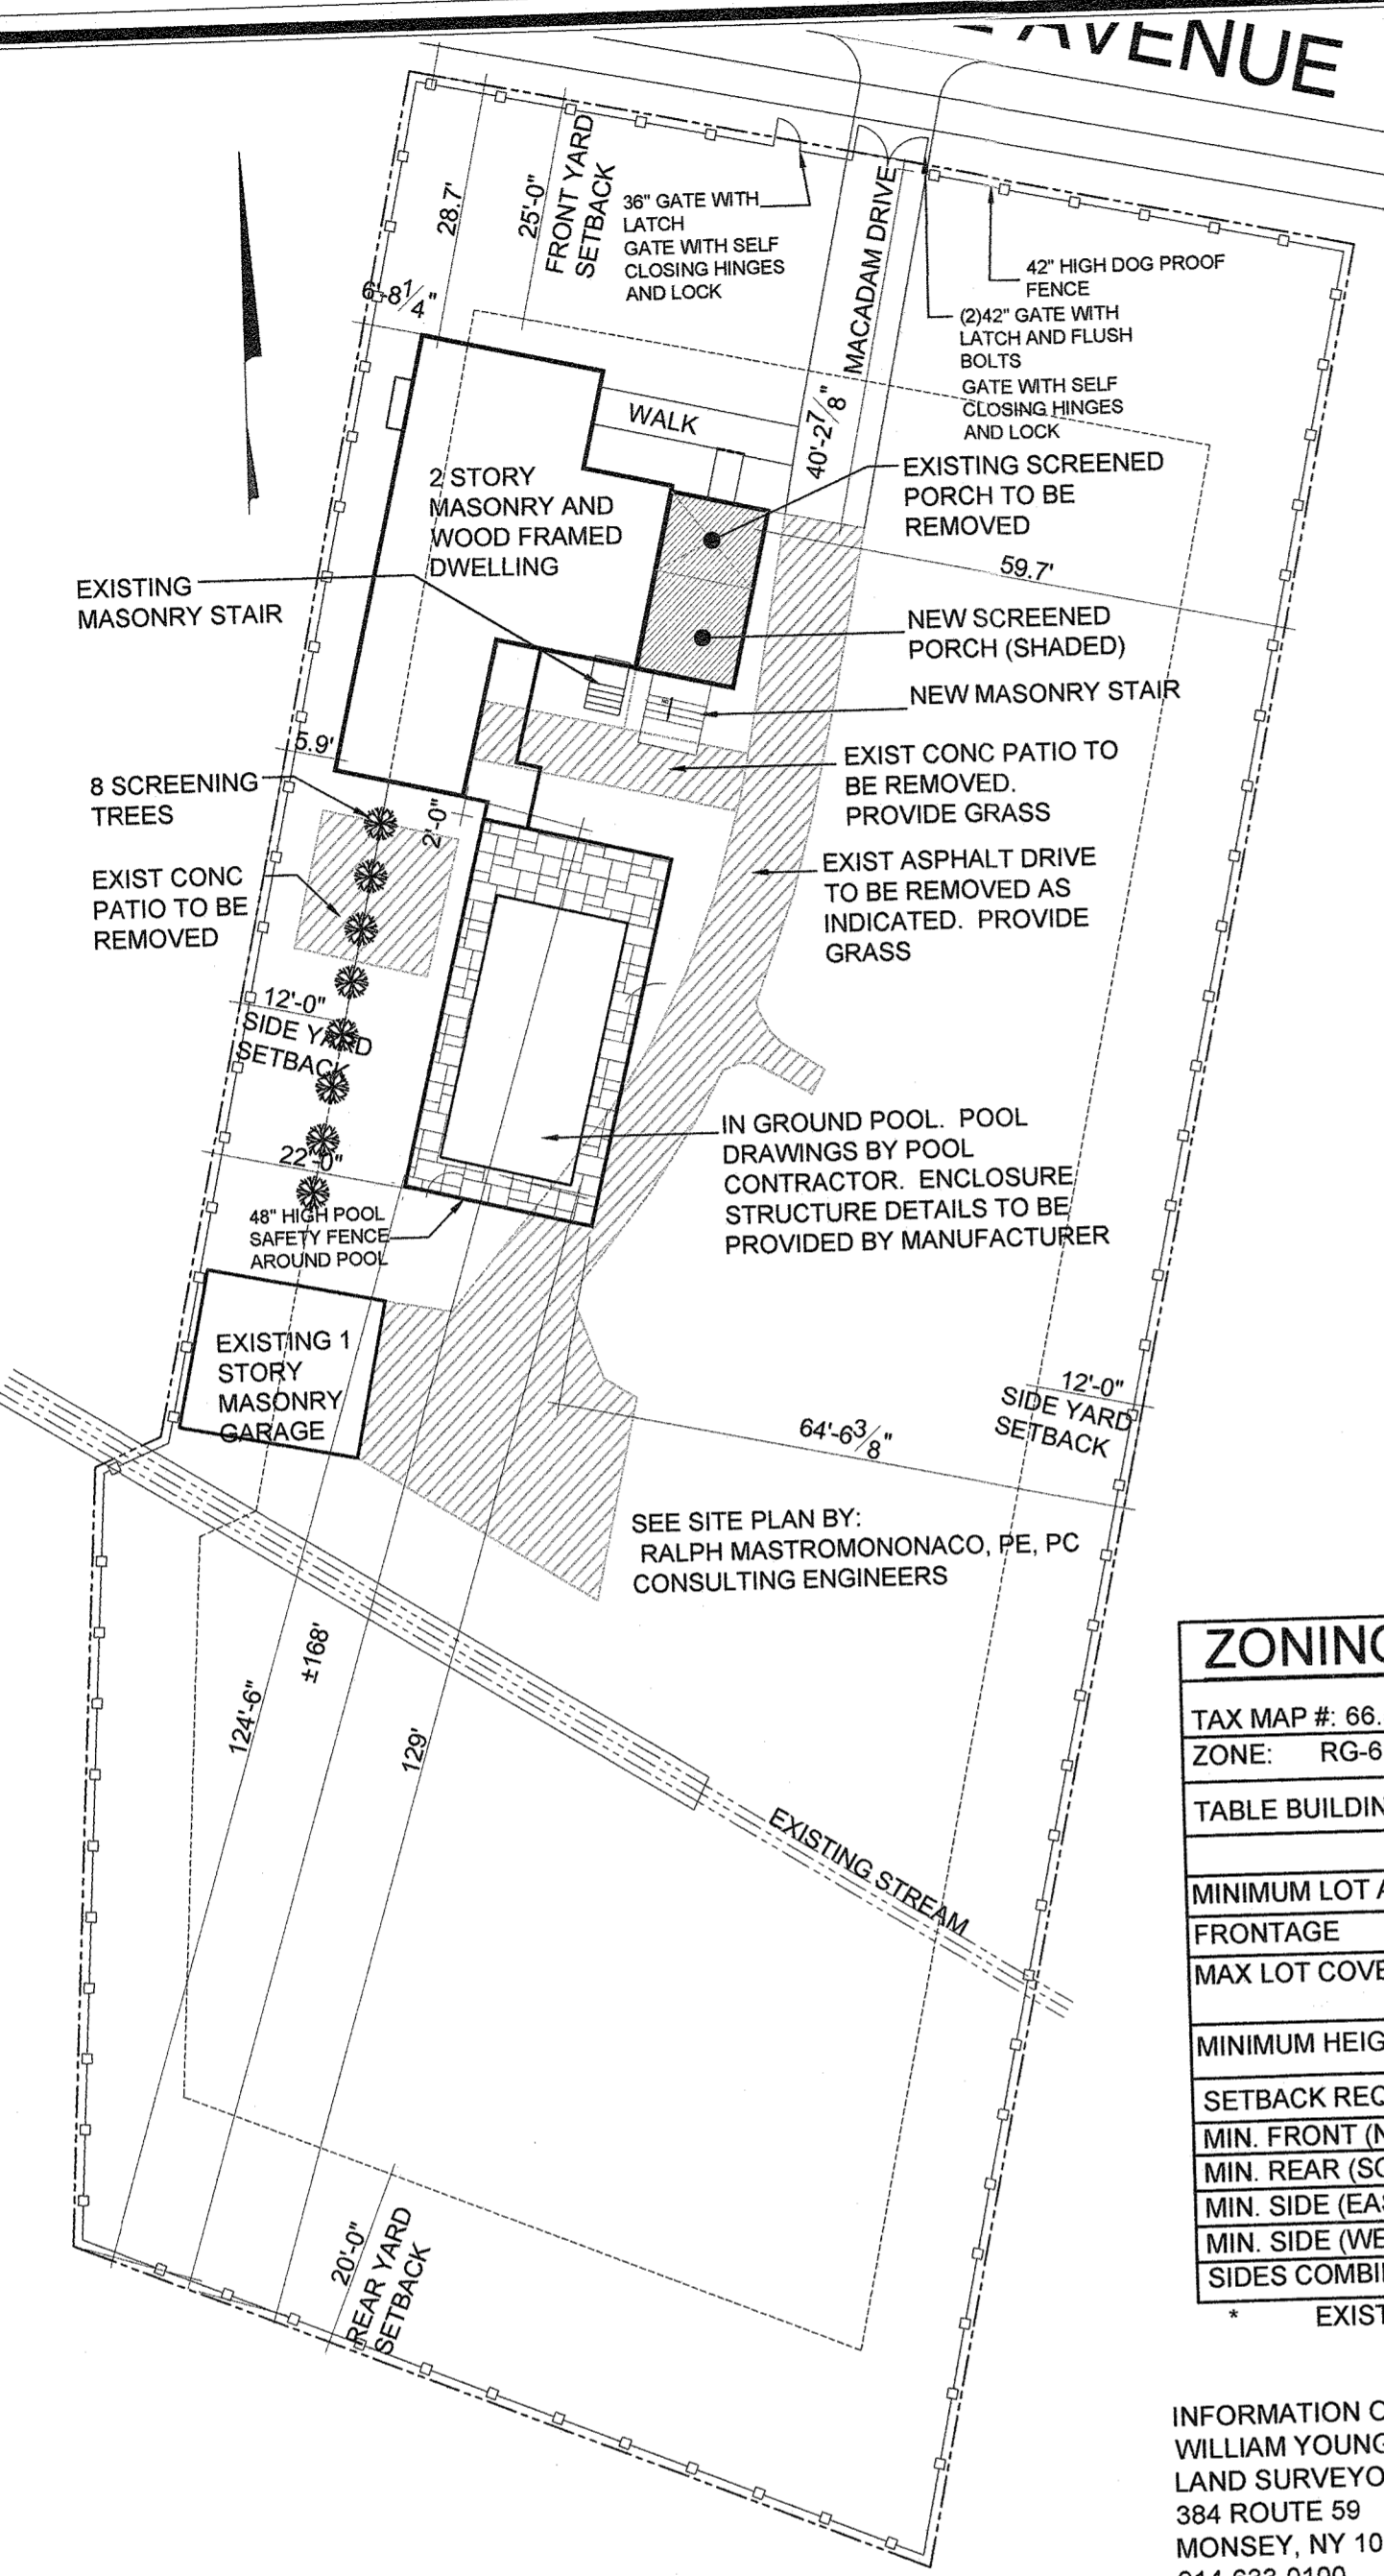 AVENUE
28.7'
25'-0"
FRONT YARD
SETBACK
36" GATE WITH
LATCH
GATE WITH SELF
CLOSING HINGES
AND LOCK
MACADAM DRIVE
42" HIGH DOG PROOF
FENCE
(2)42" GATE WITH
LATCH AND FLUSH
BOLTS
GATE WITH SELF
CLOSING HINGES
AND LOCK
6'-8 1/4"
WALK
40'-2 7/8"
2 STORY
MASONRY AND
WOOD FRAMED
DWELLING
EXISTING SCREENED
PORCH TO BE
REMOVED
59.7'
EXISTING
MASONRY STAIR
NEW SCREENED
PORCH (SHADED)
NEW MASONRY STAIR
5.9'
EXIST CONC PATIO TO
BE REMOVED.
PROVIDE GRASS
8 SCREENING
TREES
2'-0"
EXIST ASPHALT DRIVE
TO BE REMOVED AS
INDICATED. PROVIDE
GRASS
EXIST CONC
PATIO TO BE
REMOVED
12'-0"
SIDE YARD
SETBACK
IN GROUND POOL. POOL
DRAWINGS BY POOL
CONTRACTOR. ENCLOSURE
STRUCTURE DETAILS TO BE
PROVIDED BY MANUFACTURER
22'-0"
48" HIGH POOL
SAFETY FENCE
AROUND POOL
EXISTING 1
STORY
MASONRY
GARAGE
12'-0"
SIDE YARD
SETBACK
64'-6 3/8"
SEE SITE PLAN BY:
RALPH MASTROMONONACO, PE, PC
CONSULTING ENGINEERS
124'-6"
±168'
129'
EXISTING STREAM
20'-0"
REAR YARD
SETBACK
ZONING
TAX MAP #: 66.
ZONE: RG-6
TABLE BUILDIN
MINIMUM LOT A
FRONTAGE
MAX LOT COVE
MINIMUM HEIG
SETBACK REQ
MIN. FRONT (N
MIN. REAR (SO
MIN. SIDE (EAS
MIN. SIDE (WE
SIDES COMBI
* EXIST
INFORMATION O
WILLIAM YOUNG
LAND SURVEYO
384 ROUTE 59
MONSEY, NY 10
914-633-0100